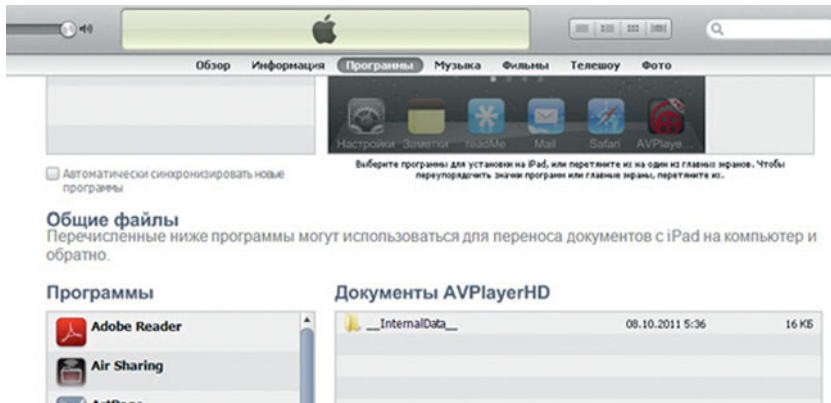 Обзор Информация Программы Музыка Фильмы Телешоу Фото
Настройки Заметки readMe Mail Safari AVPlaye...
Автоматически синхронизировать новые
программы
Выберите программы для установки на iPad, или перетяните их на один из главных экранов. Чтобы
переупорядочить значки программ или главные экраны, перетяните их.
Общие файлы
Перечисленные ниже программы могут использоваться для переноса документов с iPad на компьютер и
обратно.
Программы
Документы AVPlayerHD
Adobe Reader
Air Sharing
__InternalData__ 08.10.2011 5:36 16 КБ